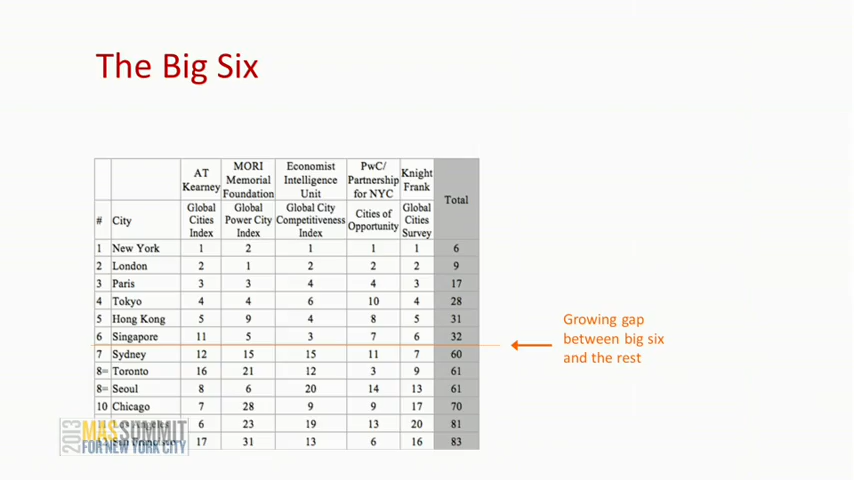 The Big Six
AT Kearney MORI Memorial Foundation Economist Intelligence Unit PwC/ Partnership for NYC Knight Frank Total
# City Global Cities Index Global Power City Index Global City Competitiveness Index Cities of Opportunity Global Cities Survey
1 New York 1 2 1 1 1 6
2 London 2 1 2 2 2 9
3 Paris 3 3 4 4 3 17
4 Tokyo 4 4 6 10 4 28
5 Hong Kong 5 9 4 8 5 31
6 Singapore 11 5 3 7 6 32
7 Sydney 12 15 15 11 7 60
8= Toronto 16 21 12 3 9 61
8= Seoul 8 6 20 14 13 61
10 Chicago 7 28 9 9 17 70
11 Los Angeles 6 23 19 13 20 81
San Francisco 17 31 13 6 16 83
Growing gap
between big six
and the rest
2013 MAS SUMMIT
FOR NEW YORK CITY